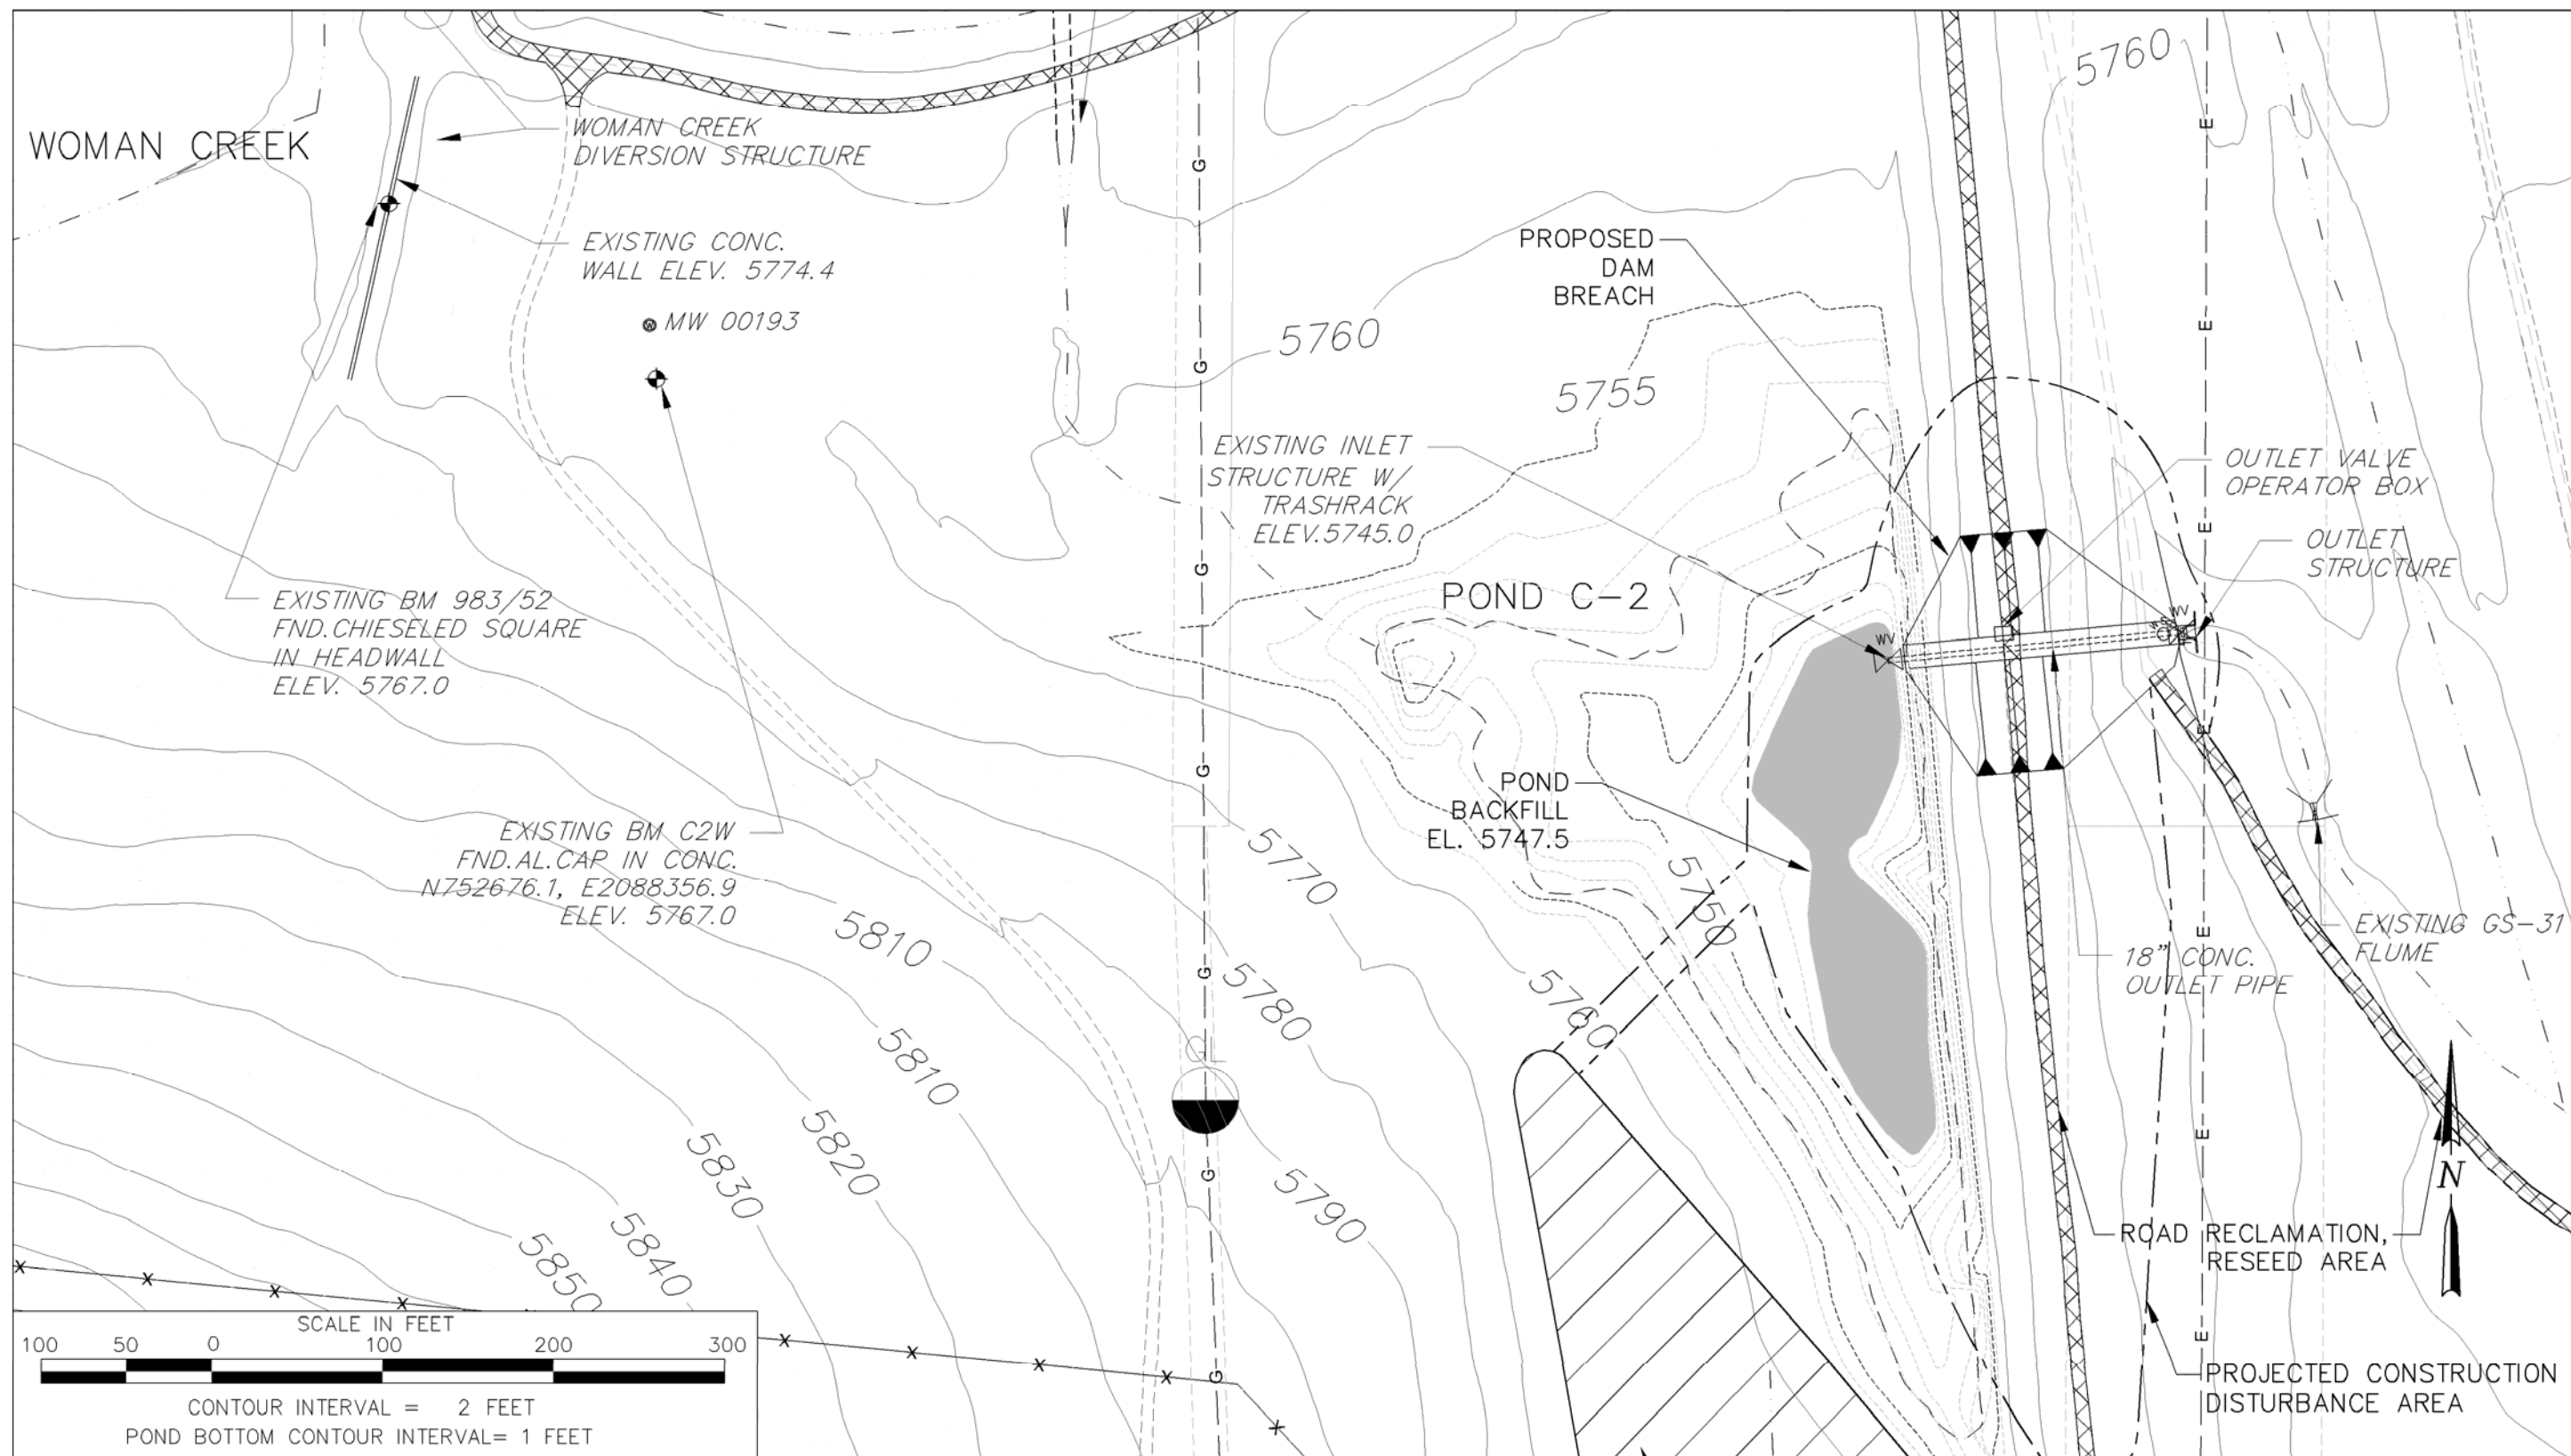 WOMAN CREEK
WOMAN CREEK
DIVERSION STRUCTURE
EXISTING CONC.
WALL ELEV. 5774.4
MW 00193
5760
5760
PROPOSED
DAM
BREACH
5755
EXISTING INLET
STRUCTURE W/
TRASHRACK
ELEV.5745.0
OUTLET VALVE
OPERATOR BOX
OUTLET
STRUCTURE
POND C-2
WV
WV
EXISTING BM 983/52
FND.CHIESELED SQUARE
IN HEADWALL
ELEV. 5767.0
EXISTING BM C2W
FND.AL.CAP IN CONC.
N752676.1, E2088356.9
ELEV. 5767.0
POND
BACKFILL
EL. 5747.5
5750
5770
5810
5780
5760
EXISTING GS-31
FLUME
18" CONC.
OUTLET PIPE
5810
5820
5830
5790
5840
5850
G
G
G
G
G
G
G
G
E
E
E
E
E
E
E
N
ROAD RECLAMATION,
RESEED AREA
PROJECTED CONSTRUCTION
DISTURBANCE AREA
SCALE IN FEET
100 50 0 100 200 300
CONTOUR INTERVAL = 2 FEET
POND BOTTOM CONTOUR INTERVAL= 1 FEET